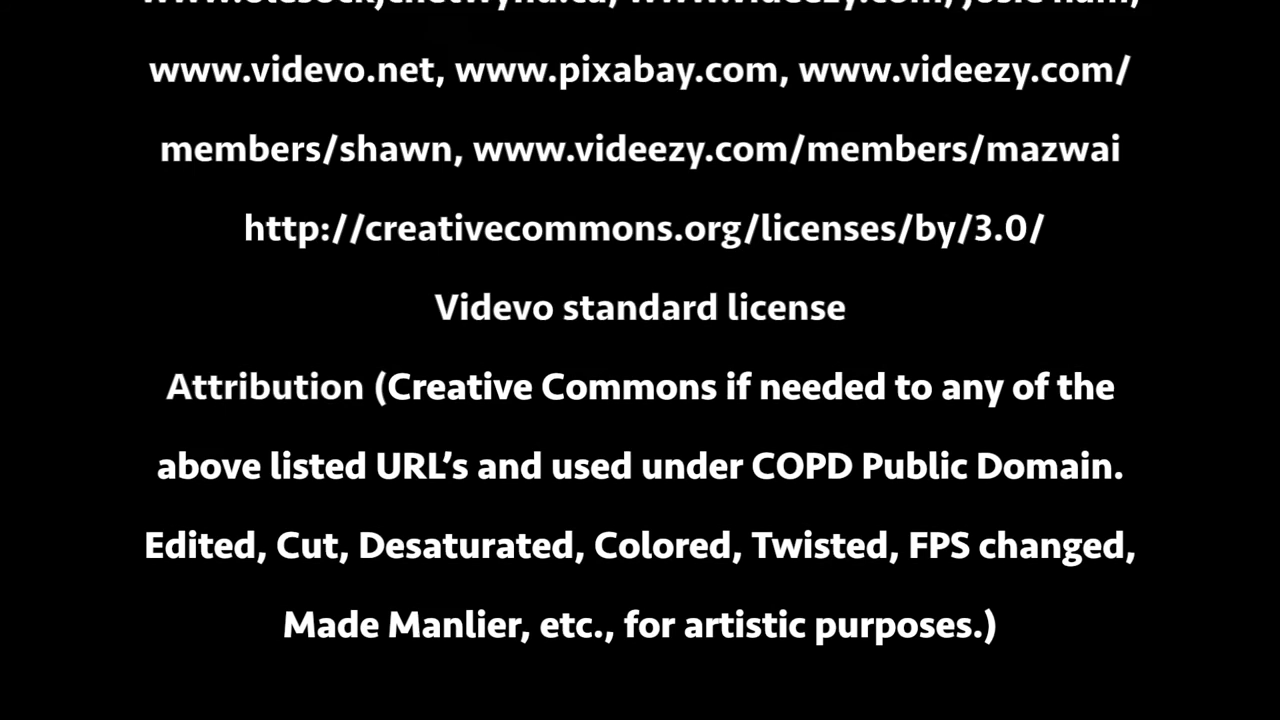 www.videvo.net, www.pixabay.com, www.videezy.com/
members/shawn, www.videezy.com/members/mazwai
http://creativecommons.org/licenses/by/3.0/
Videvo standard license
Attribution (Creative Commons if needed to any of the
above listed URL’s and used under COPD Public Domain.
Edited, Cut, Desaturated, Colored, Twisted, FPS changed,
Made Manlier, etc., for artistic purposes.)